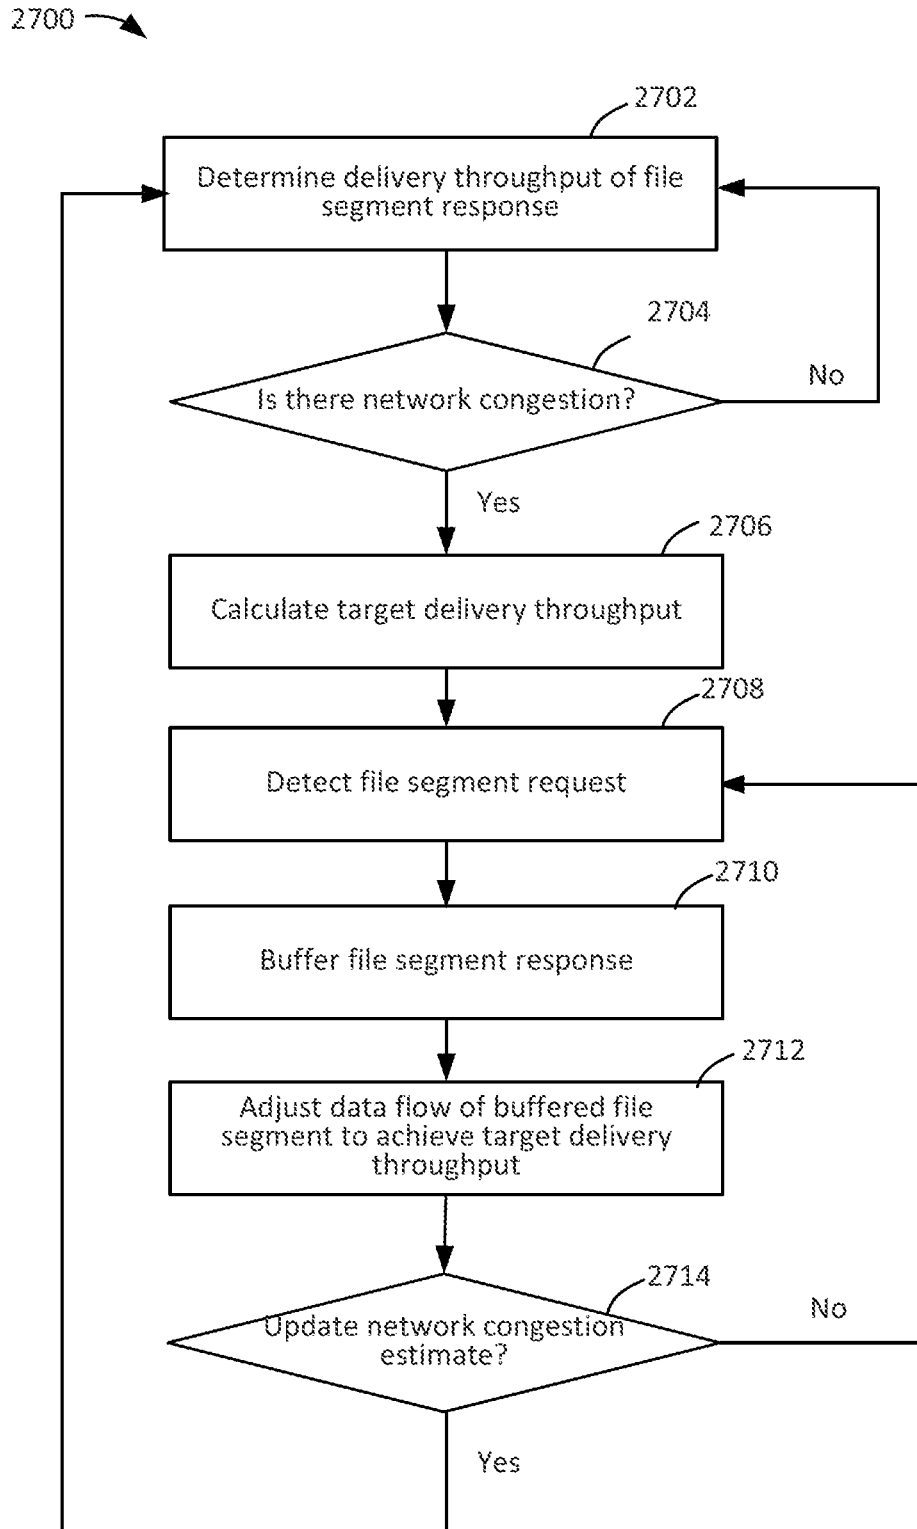 2700
2702
Determine delivery throughput of file
segment response
2704
Is there network congestion?
No
Yes
2706
Calculate target delivery throughput
2708
Detect file segment request
2710
Buffer file segment response
2712
Adjust data flow of buffered file
segment to achieve target delivery
throughput
2714
No
Update network congestion
estimate?
Yes